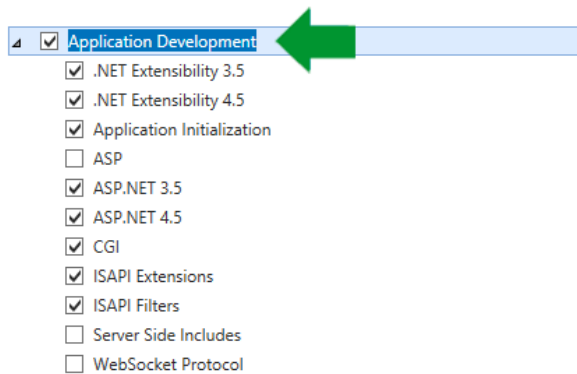 Application Development
.NET Extensibility 3.5
.NET Extensibility 4.5
Application Initialization
ASP
ASP.NET 3.5
ASP.NET 4.5
CGI
ISAPI Extensions
ISAPI Filters
Server Side Includes
WebSocket Protocol